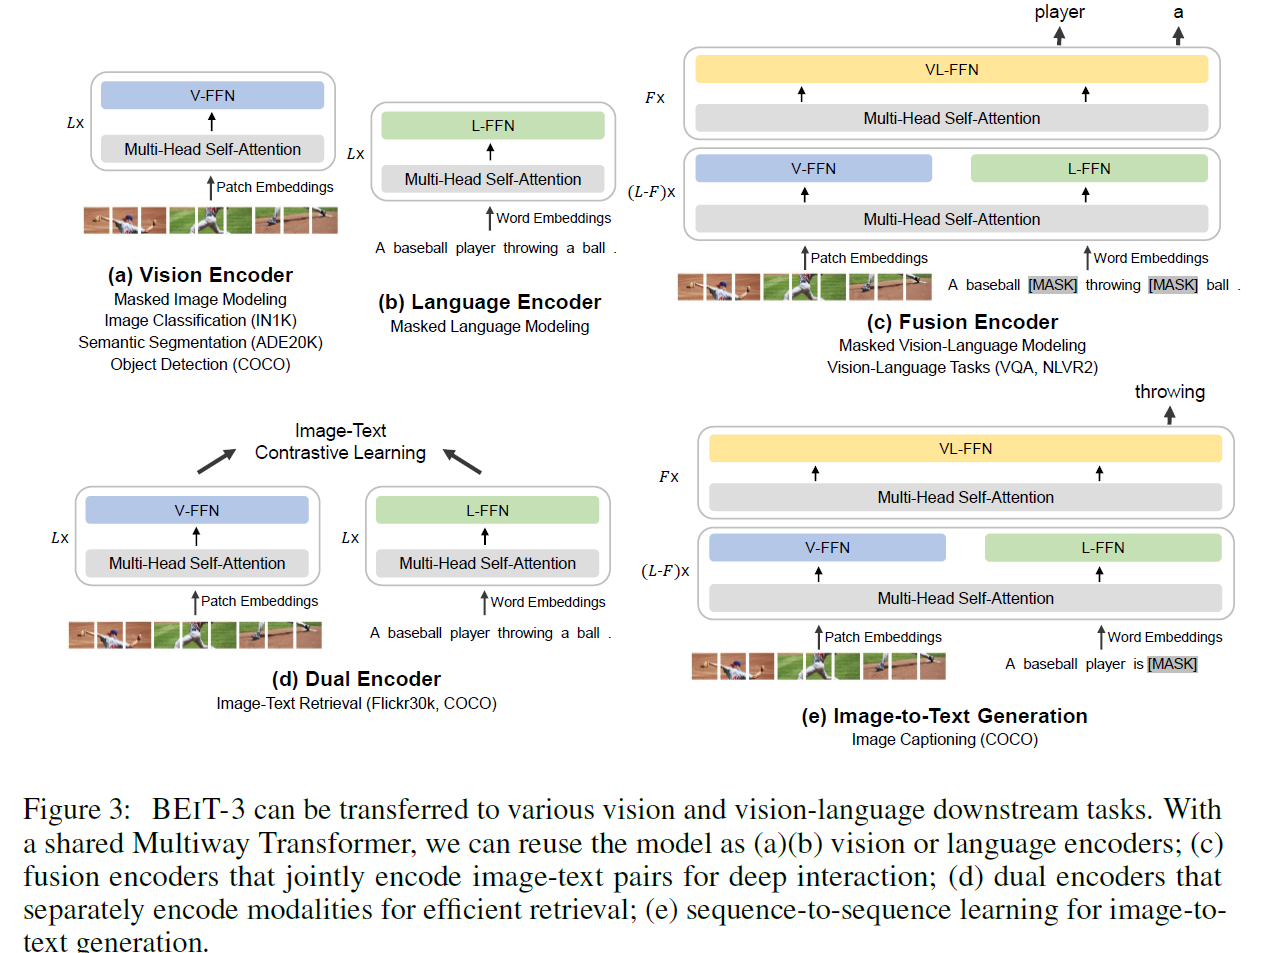 V-FFN
Lx
Multi-Head Self-Attention
Patch Embeddings
(a) Vision Encoder
Masked Image Modeling
Image Classification (IN1K)
Semantic Segmentation (ADE20K)
Object Detection (COCO)
L-FFN
Lx
Multi-Head Self-Attention
Word Embeddings
A baseball player throwing a ball .
(b) Language Encoder
Masked Language Modeling
player a
VL-FFN
Fx
Multi-Head Self-Attention
V-FFN L-FFN
(L-F)x
Multi-Head Self-Attention
Patch Embeddings Word Embeddings
A baseball [MASK] throwing [MASK] ball .
(c) Fusion Encoder
Masked Vision-Language Modeling
Vision-Language Tasks (VQA, NLVR2)
Image-Text
Contrastive Learning
V-FFN L-FFN
Lx Lx
Multi-Head Self-Attention Multi-Head Self-Attention
Patch Embeddings Word Embeddings
A baseball player throwing a ball .
(d) Dual Encoder
Image-Text Retrieval (Flickr30k, COCO)
throwing
VL-FFN
Fx
Multi-Head Self-Attention
V-FFN L-FFN
(L-F)x
Multi-Head Self-Attention
Patch Embeddings Word Embeddings
A baseball player is [MASK]
(e) Image-to-Text Generation
Image Captioning (COCO)
Figure 3: BEIT-3 can be transferred to various vision and vision-language downstream tasks. With
a shared Multiway Transformer, we can reuse the model as (a)(b) vision or language encoders; (c)
fusion encoders that jointly encode image-text pairs for deep interaction; (d) dual encoders that
separately encode modalities for efficient retrieval; (e) sequence-to-sequence learning for image-to-
text generation.